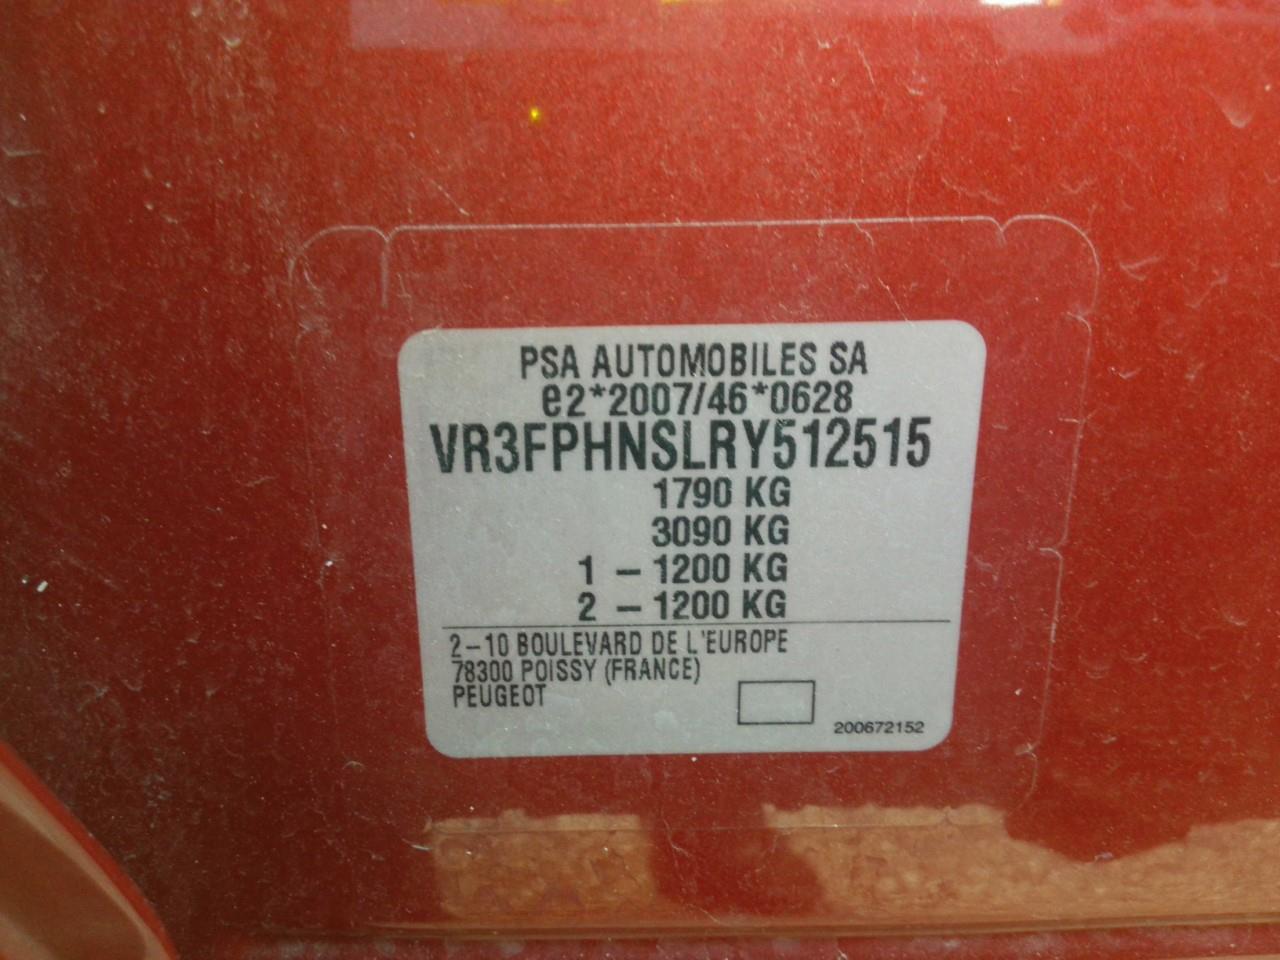 PSA AUTOMOBILES SA
e2*2007/46*0628
VR3FPHNSLRY512515
1790 KG
3090 KG
1 – 1200 KG
2 – 1200 KG
2–10 BOULEVARD DE L'EUROPE
78300 POISSY (FRANCE)
PEUGEOT
200672152